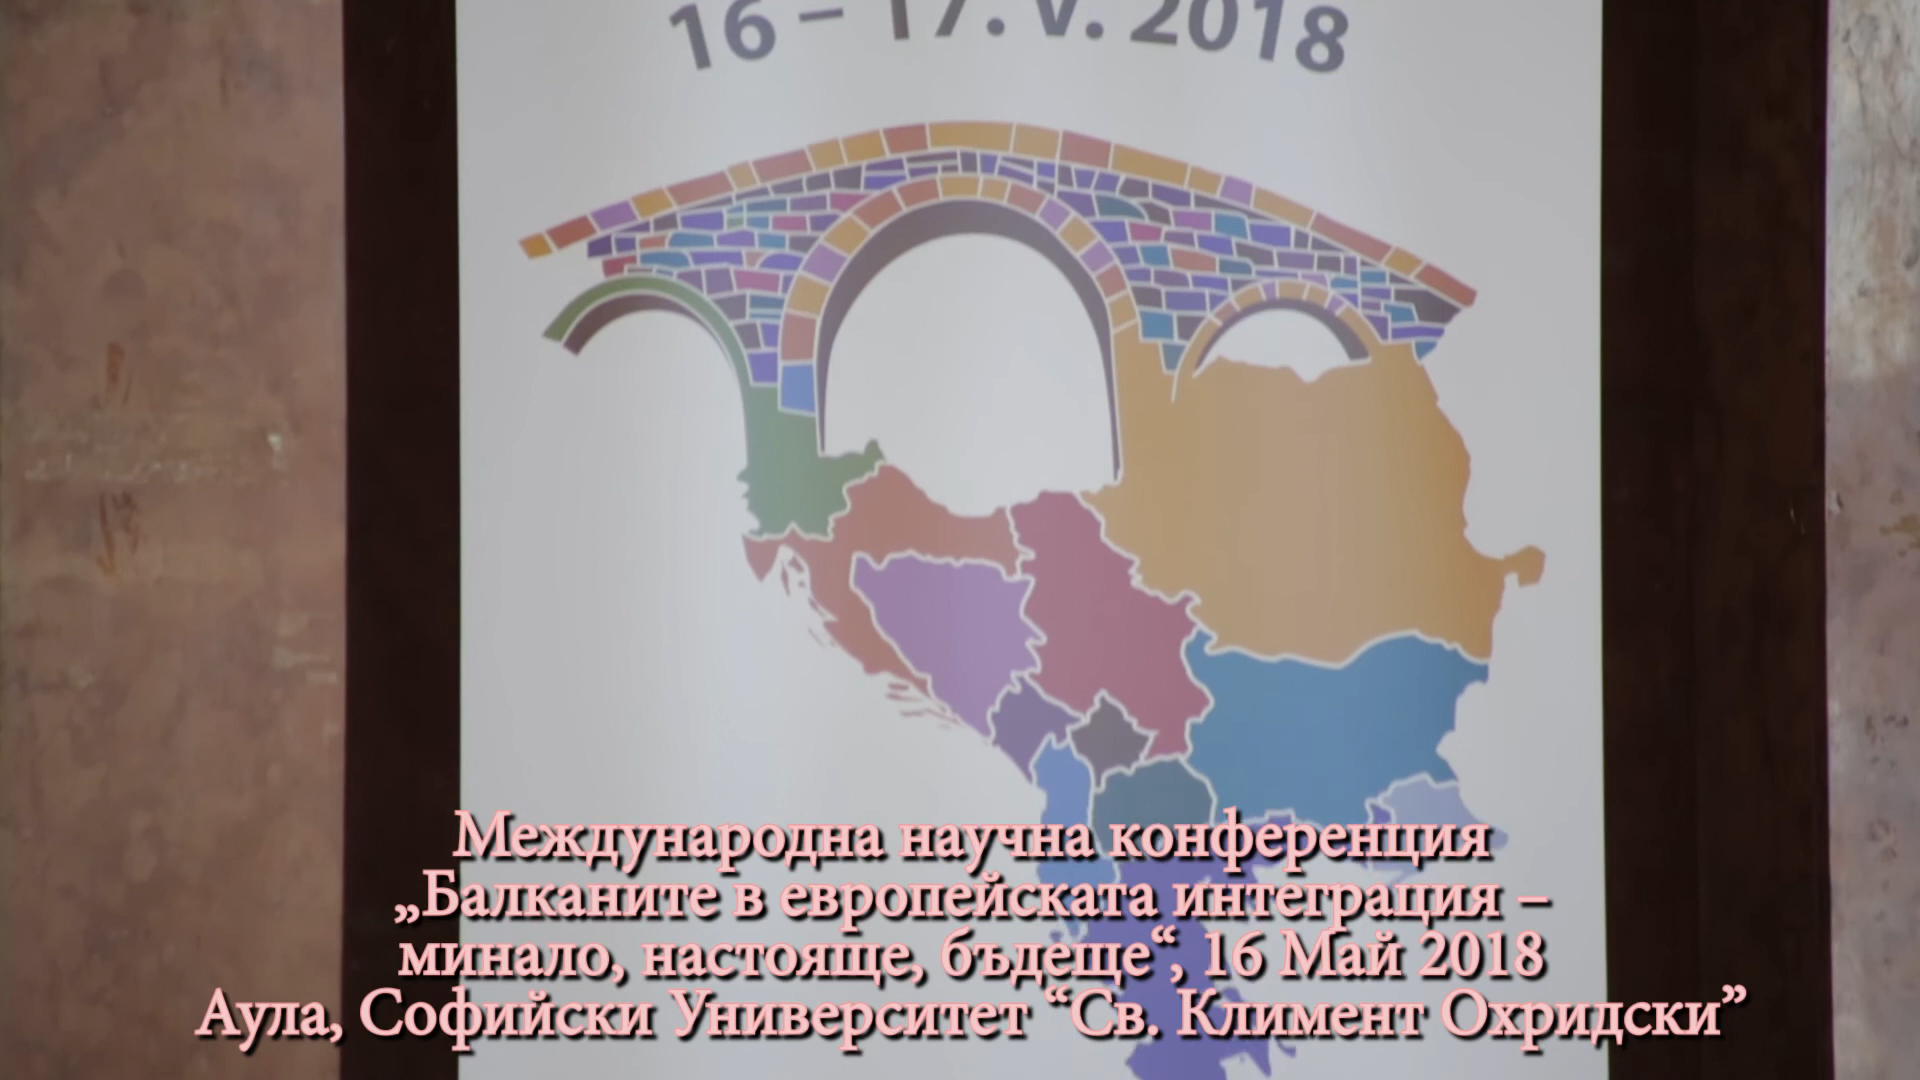 16 – 17. V. 2018
Международна научна конференция
„Балканите в европейската интеграция –
минало, настояще, бъдеще“, 16 Май 2018
Аула, Софийски Университет “Св. Климент Охридски”